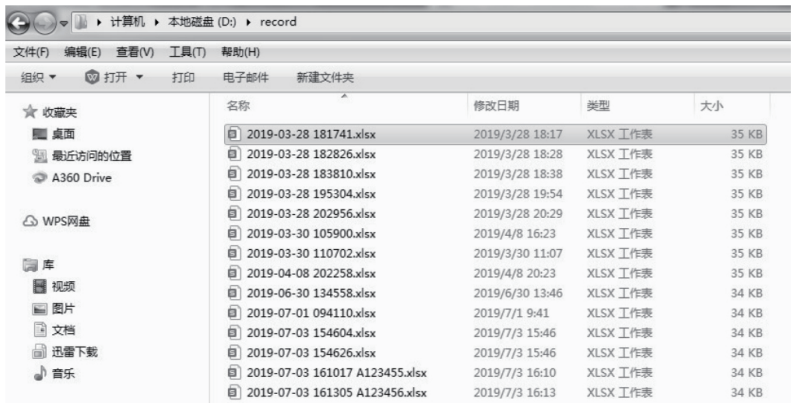 计算机 本地磁盘 (D:) record
文件(F) 编辑(E) 查看(V) 工具(T) 帮助(H)
组织 打开 打印 电子邮件 新建文件夹
收藏夹
桌面
最近访问的位置
A360 Drive
WPS网盘
库
视频
图片
文档
迅雷下载
音乐
名称 修改日期 类型 大小
2019-03-28 181741.xlsx 2019/3/28 18:17 XLSX 工作表 35 KB
2019-03-28 182826.xlsx 2019/3/28 18:28 XLSX 工作表 35 KB
2019-03-28 183810.xlsx 2019/3/28 18:38 XLSX 工作表 35 KB
2019-03-28 195304.xlsx 2019/3/28 19:54 XLSX 工作表 35 KB
2019-03-28 202956.xlsx 2019/3/28 20:29 XLSX 工作表 35 KB
2019-03-30 105900.xlsx 2019/4/8 16:23 XLSX 工作表 35 KB
2019-03-30 110702.xlsx 2019/3/30 11:07 XLSX 工作表 35 KB
2019-04-08 202258.xlsx 2019/4/8 20:23 XLSX 工作表 35 KB
2019-06-30 134558.xlsx 2019/6/30 13:46 XLSX 工作表 34 KB
2019-07-01 094110.xlsx 2019/7/1 9:41 XLSX 工作表 34 KB
2019-07-03 154604.xlsx 2019/7/3 15:46 XLSX 工作表 34 KB
2019-07-03 154626.xlsx 2019/7/3 15:46 XLSX 工作表 34 KB
2019-07-03 161017 A123455.xlsx 2019/7/3 16:10 XLSX 工作表 34 KB
2019-07-03 161305 A123456.xlsx 2019/7/3 16:13 XLSX 工作表 34 KB